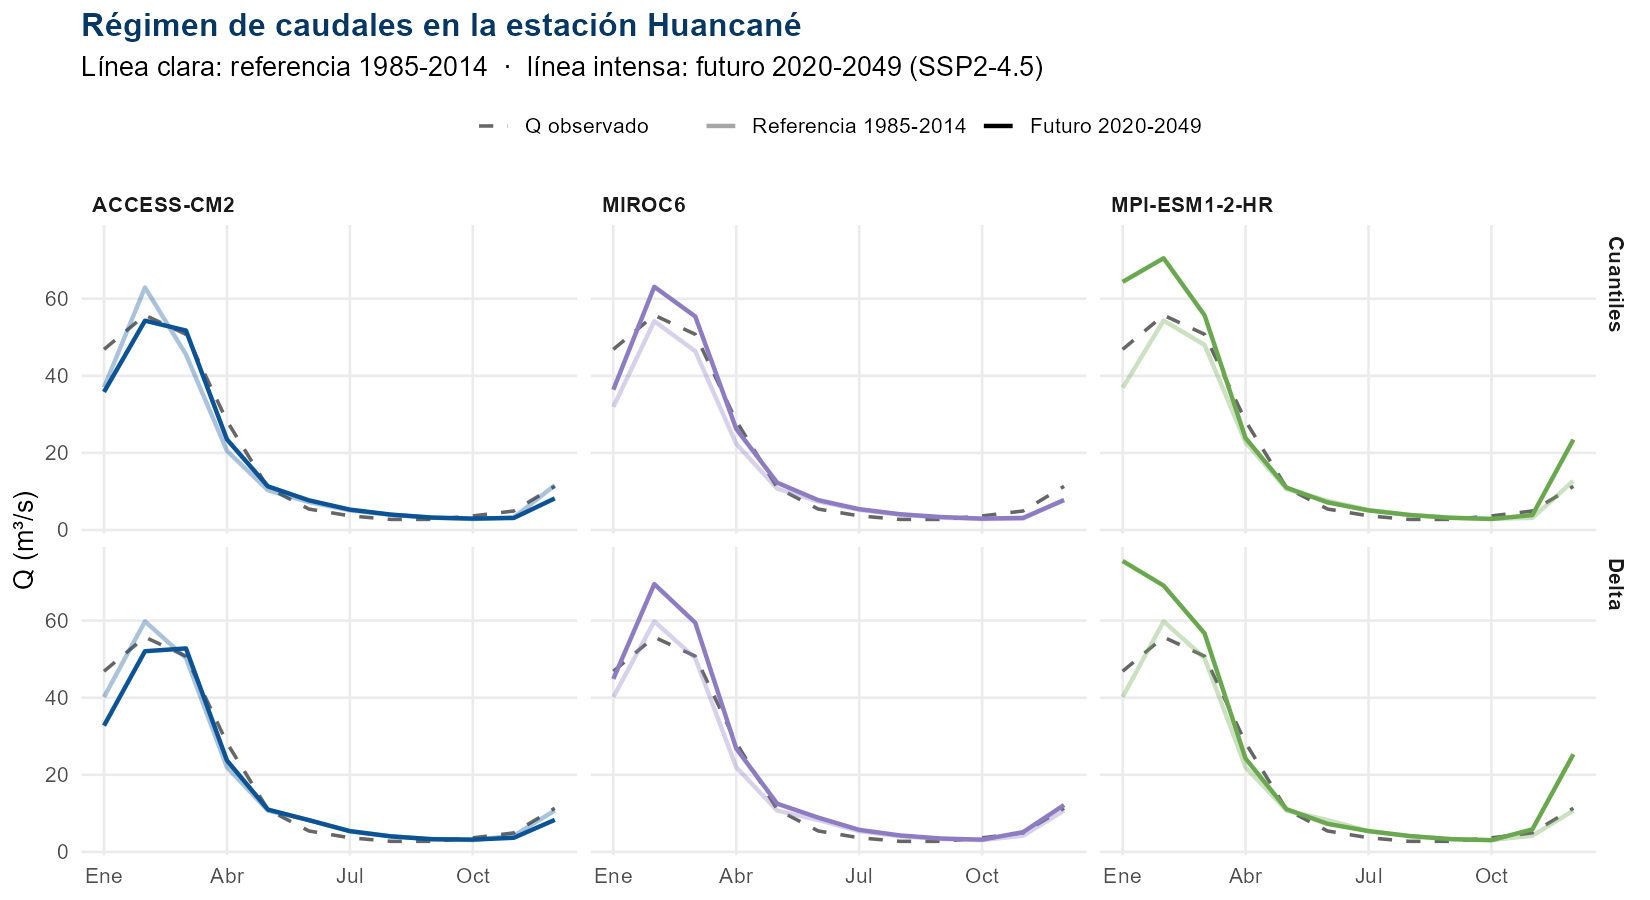 Régimen de caudales en la estación Huancané
Línea clara: referencia 1985-2014 · línea intensa: futuro 2020-2049 (SSP2-4.5)
Q observado Referencia 1985-2014 Futuro 2020-2049
ACCESS-CM2 MIROC6 MPI-ESM1-2-HR
Cuantiles
60
40
20
0
Q (m³/s)
Delta
60
40
20
0
Ene Abr Jul Oct Ene Abr Jul Oct Ene Abr Jul Oct